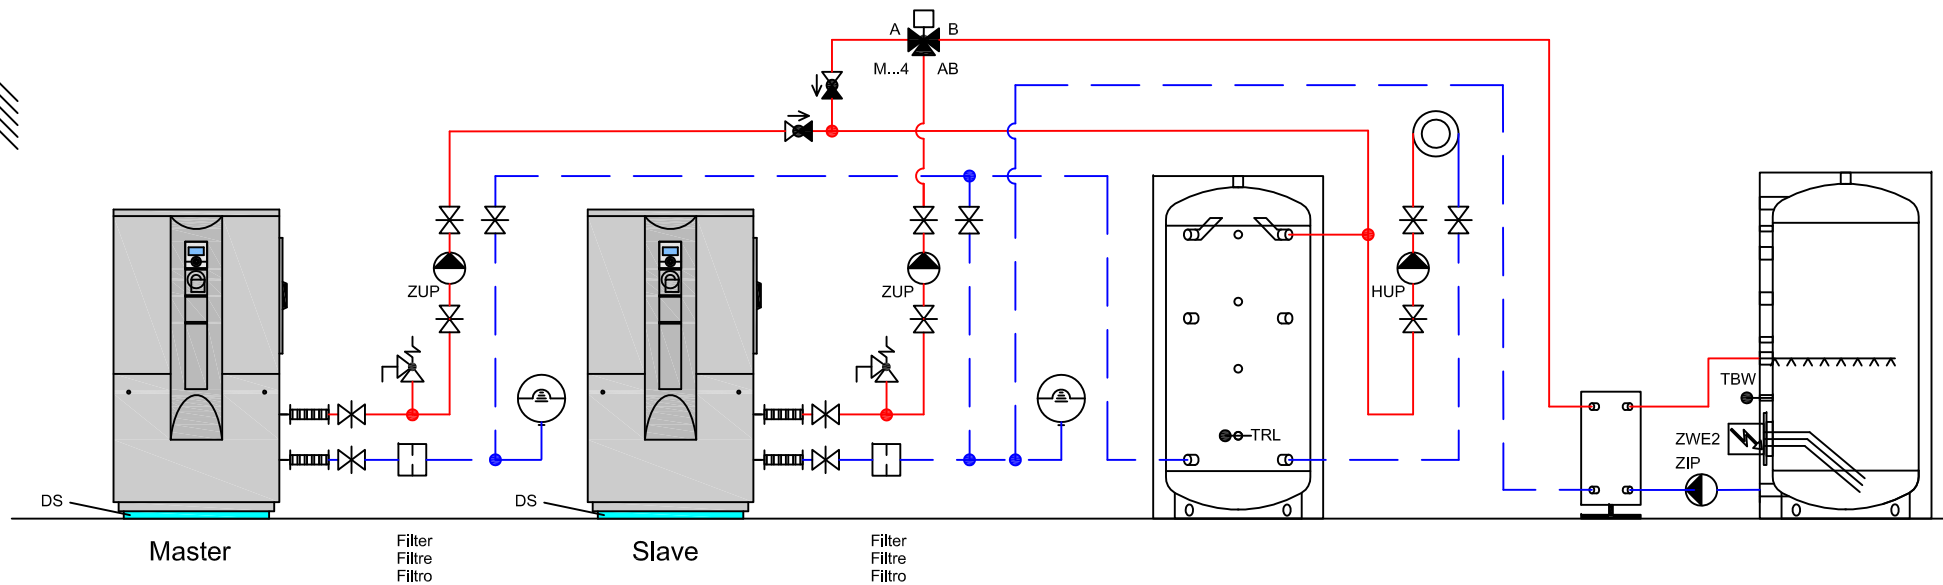 A
B
M...4
AB
ZUP
ZUP
HUP
TBW
TRL
ZWE2
ZIP
DS
DS
Master
Filter
Filtre
Filtro
Slave
Filter
Filtre
Filtro